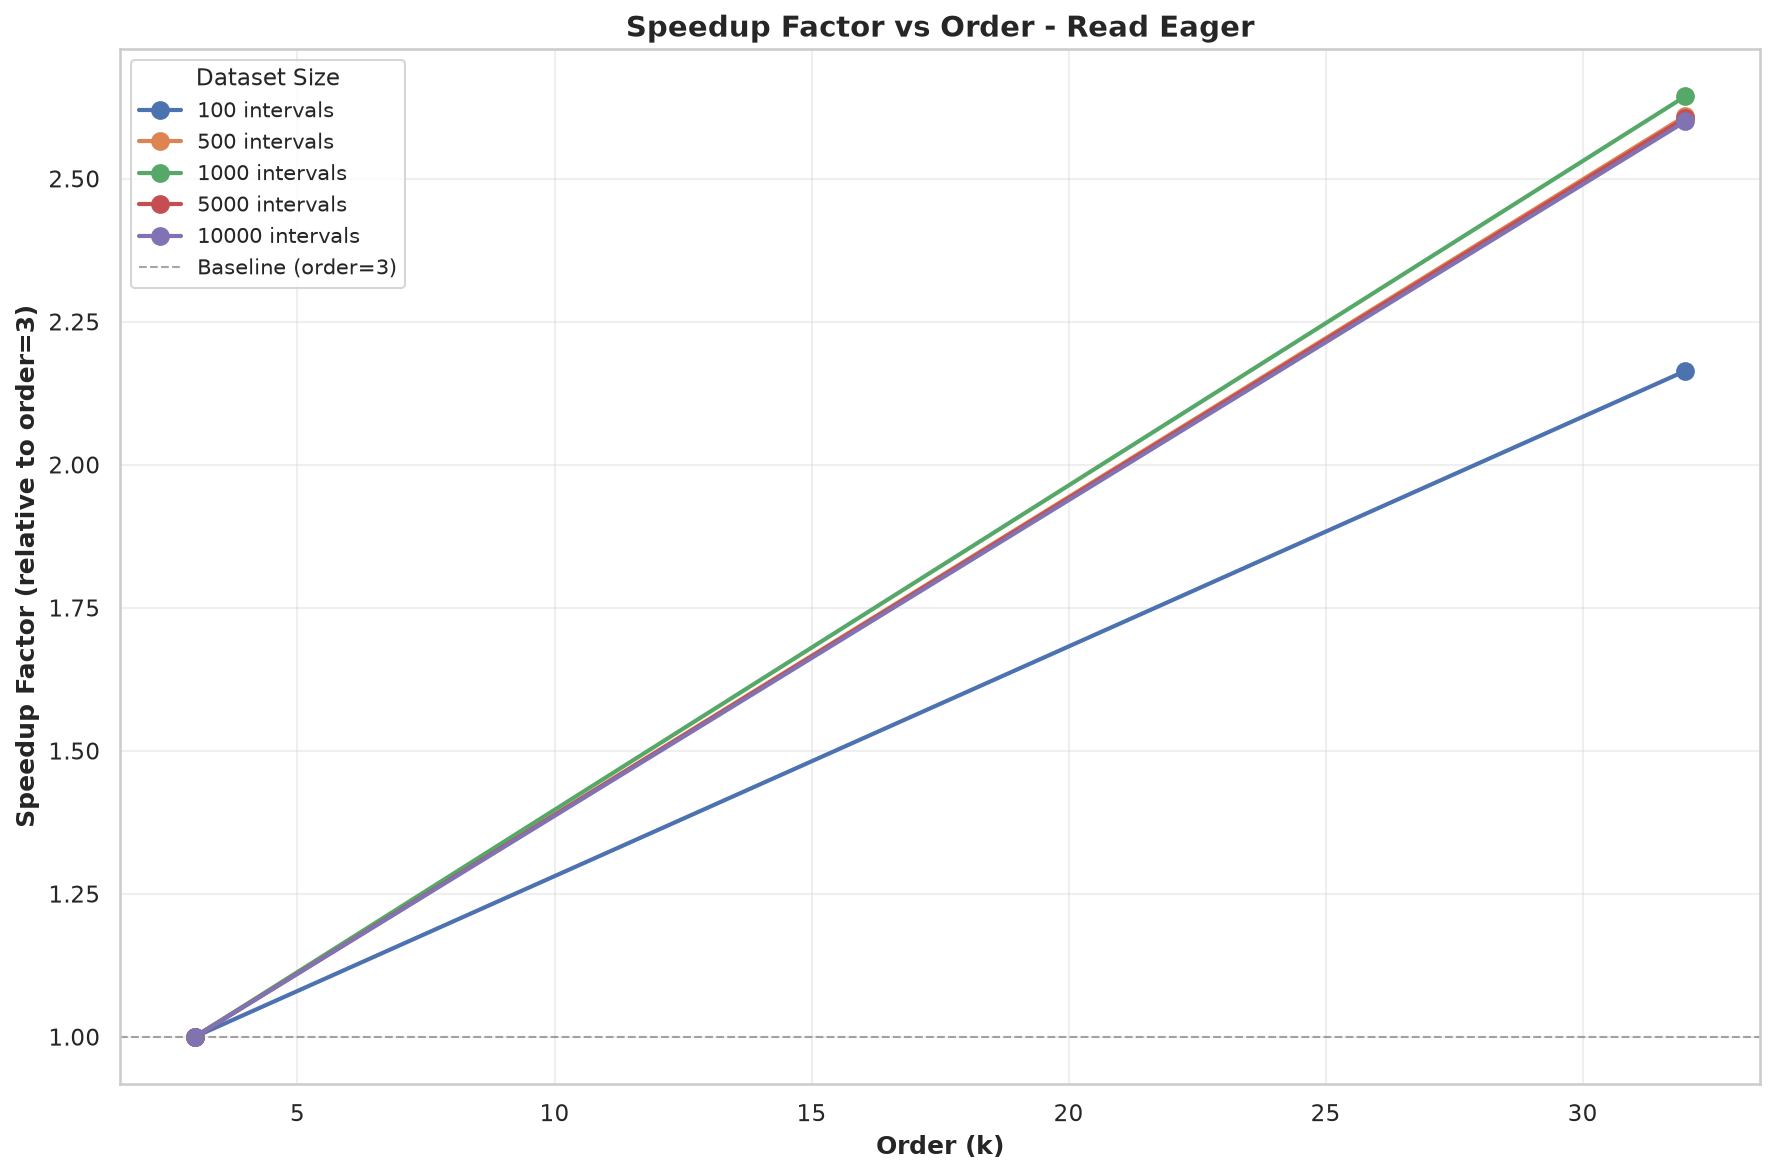 Speedup Factor vs Order - Read Eager
Dataset Size
100 intervals
500 intervals
1000 intervals
5000 intervals
10000 intervals
Baseline (order=3)
Speedup Factor (relative to order=3)
2.50
2.25
2.00
1.75
1.50
1.25
1.00
5 10 15 20 25 30
Order (k)